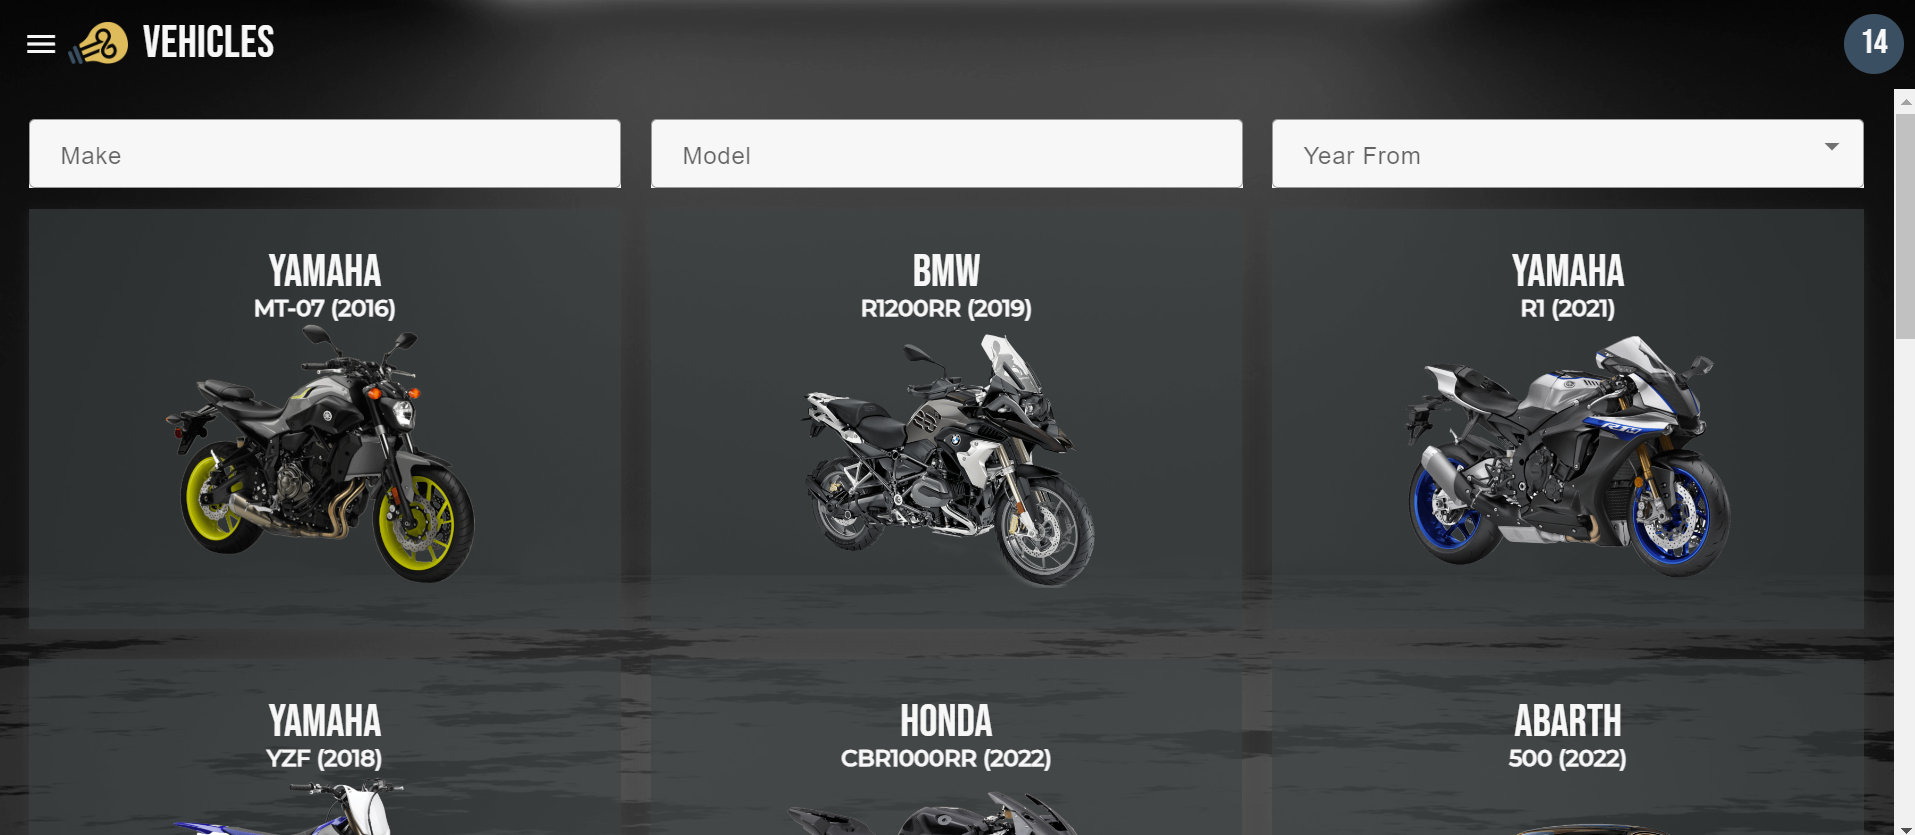 VEHICLES
14
Make
Model
Year From
YAMAHA
MT-07 (2016)
BMW
R1200RR (2019)
YAMAHA
R1 (2021)
R1M
YAMAHA
YZF (2018)
HONDA
CBR1000RR (2022)
ABARTH
500 (2022)